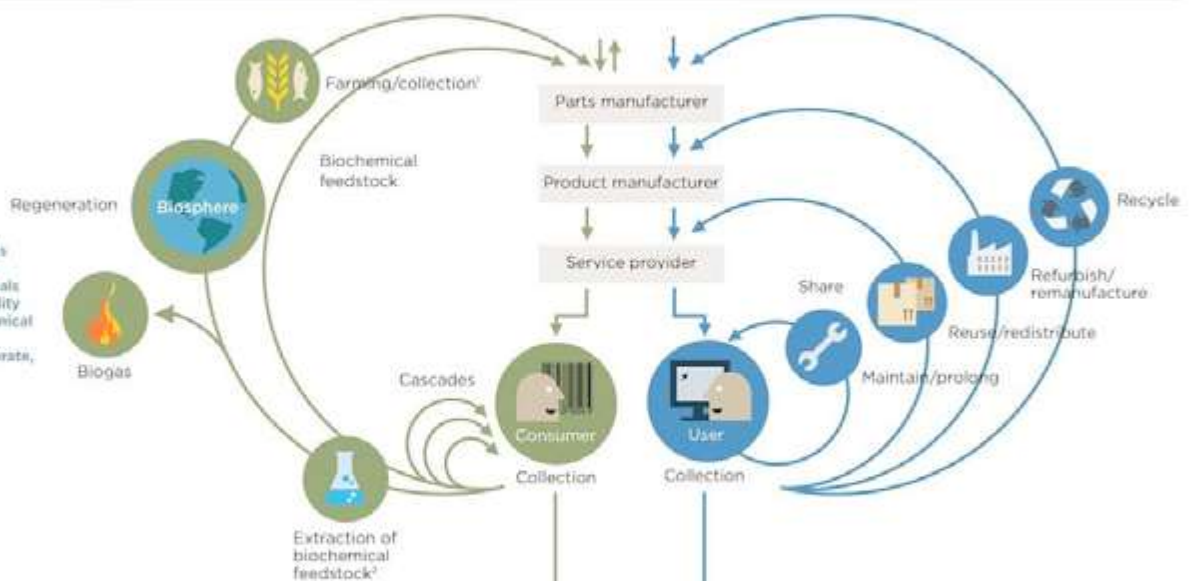 Farming/collection¹
Parts manufacturer
Biochemical
feedstock
Product manufacturer
Regeneration
Biosphere
Recycle
Service provider
Refurbish/
remanufacture
Share
Reuse/redistribute
Biogas
Maintain/prolong
Cascades
Consumer
User
Collection
Collection
Extraction of
biochemical
feedstock²